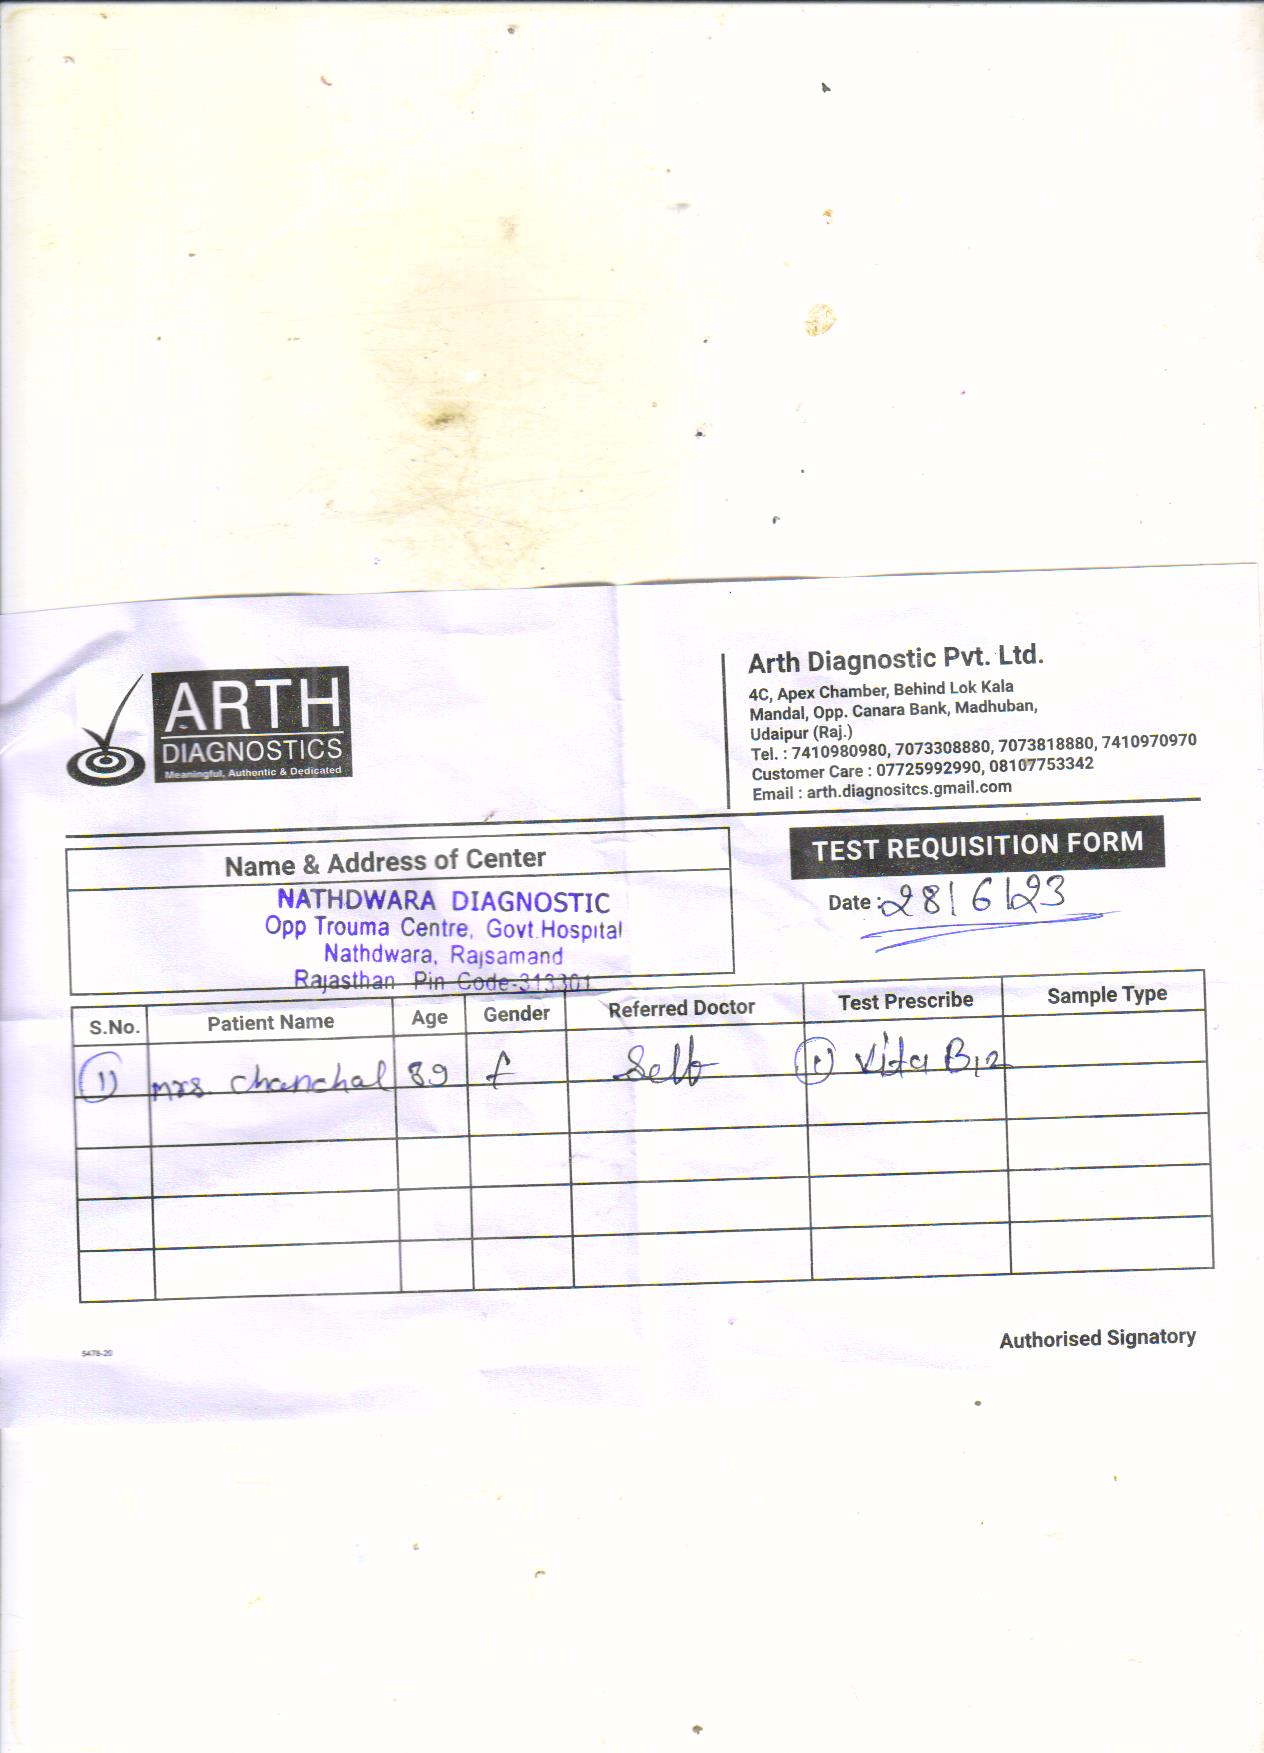 ARTH
DIAGNOSTICS
Meaningful, Authentic & Dedicated
Arth Diagnostic Pvt. Ltd.
4C, Apex Chamber, Behind Lok Kala
Mandal, Opp. Canara Bank, Madhuban,
Udaipur (Raj.)
Tel. : 7410980980, 7073308880, 7073818880, 7410970970
Customer Care : 07725992990, 08107753342
Email : arth.diagnositcs.gmail.com
Name & Address of Center
NATHDWARA DIAGNOSTIC
Opp Trouma Centre, Govt.Hospital
Nathdwara, Rajsamand
Rajasthan Pin Code-313301
TEST REQUISITION FORM
Date : 28/6/23
S.No. Patient Name Age Gender Referred Doctor Test Prescribe Sample Type
1) Mrs. Chanchal 89 f Self 1) Vita B12
Authorised Signatory
5478-20